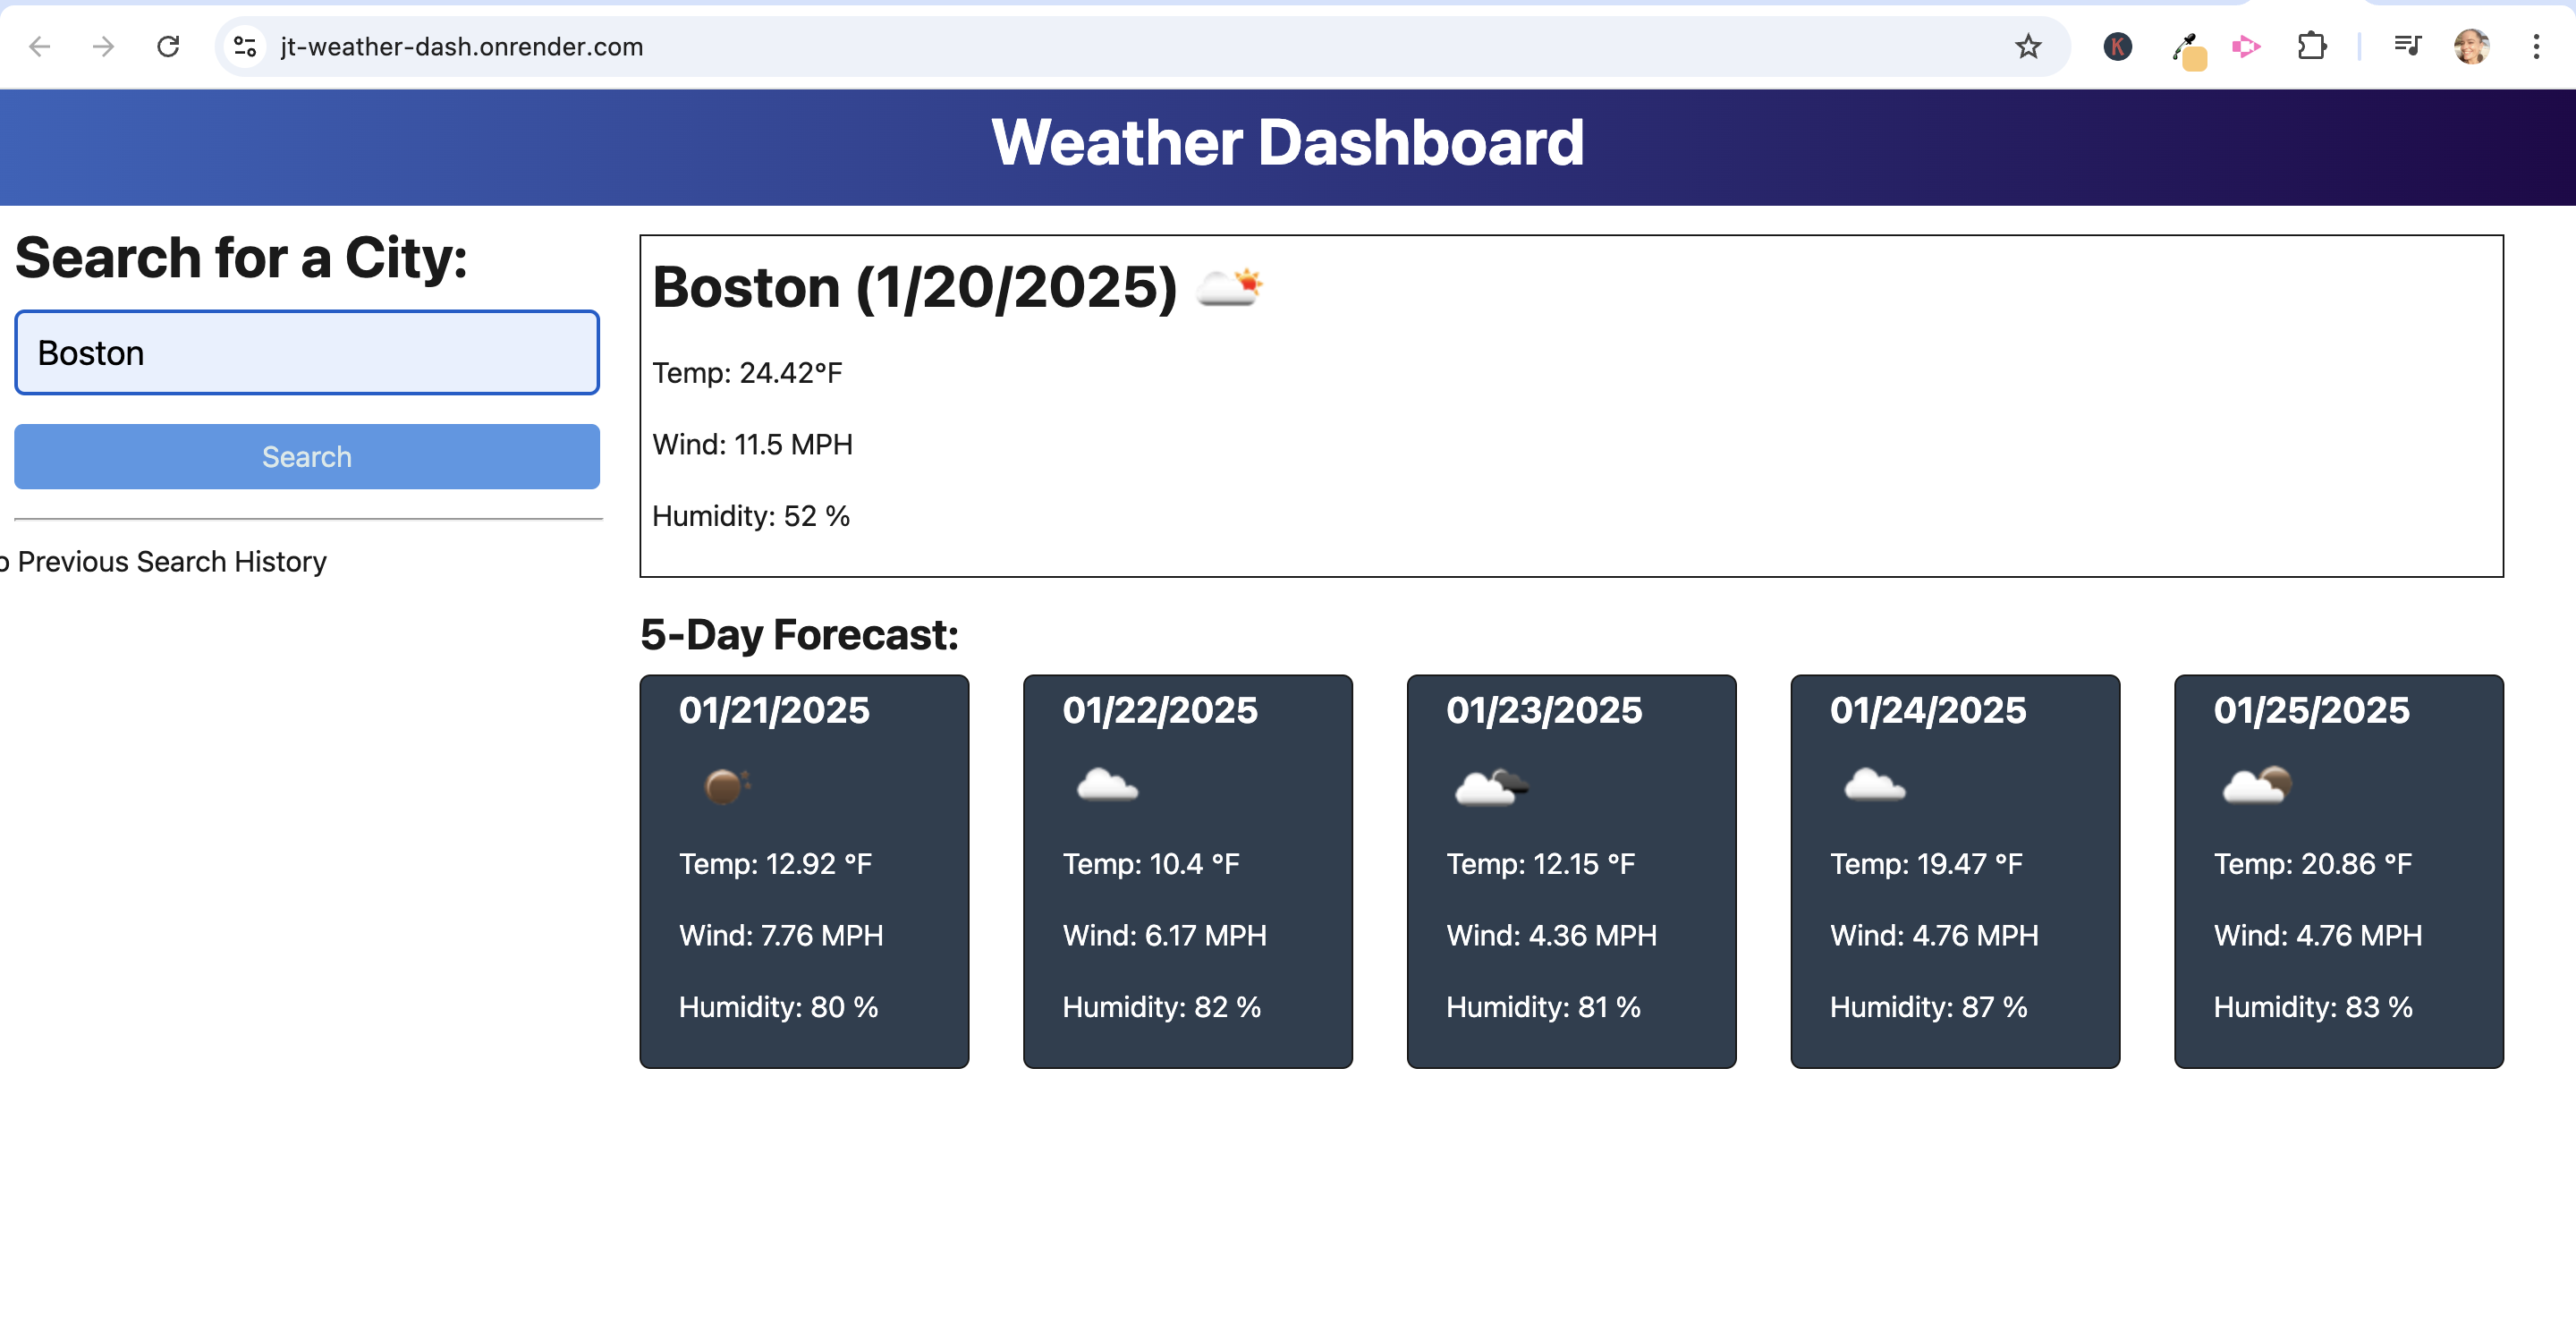 jt-weather-dash.onrender.com
K
Weather Dashboard
Search for a City:
Boston
Search
o Previous Search History
Boston (1/20/2025)
Temp: 24.42°F
Wind: 11.5 MPH
Humidity: 52 %
5-Day Forecast:
01/21/2025
Temp: 12.92 °F
Wind: 7.76 MPH
Humidity: 80 %
01/22/2025
Temp: 10.4 °F
Wind: 6.17 MPH
Humidity: 82 %
01/23/2025
Temp: 12.15 °F
Wind: 4.36 MPH
Humidity: 81 %
01/24/2025
Temp: 19.47 °F
Wind: 4.76 MPH
Humidity: 87 %
01/25/2025
Temp: 20.86 °F
Wind: 4.76 MPH
Humidity: 83 %